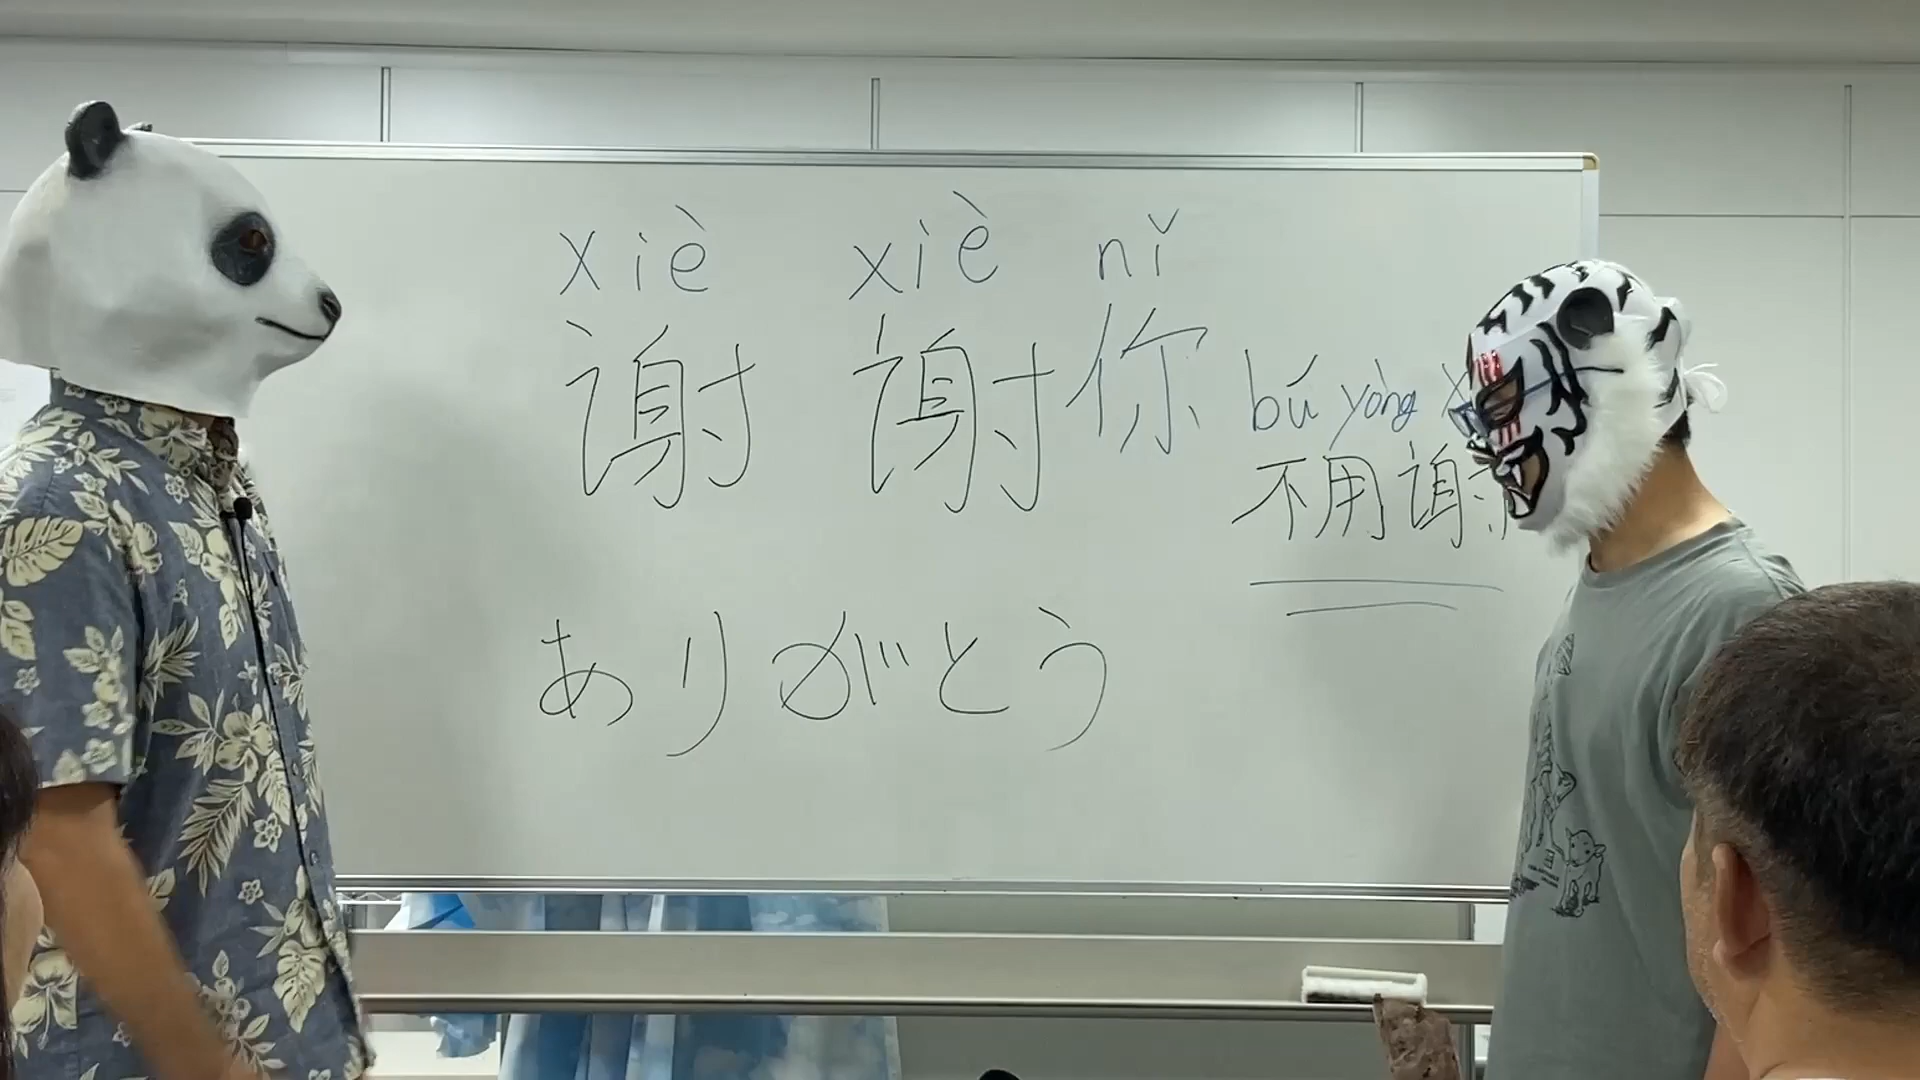 xiè xiè nǐ
谢谢你
bú yòng x
不用谢
ありがとう